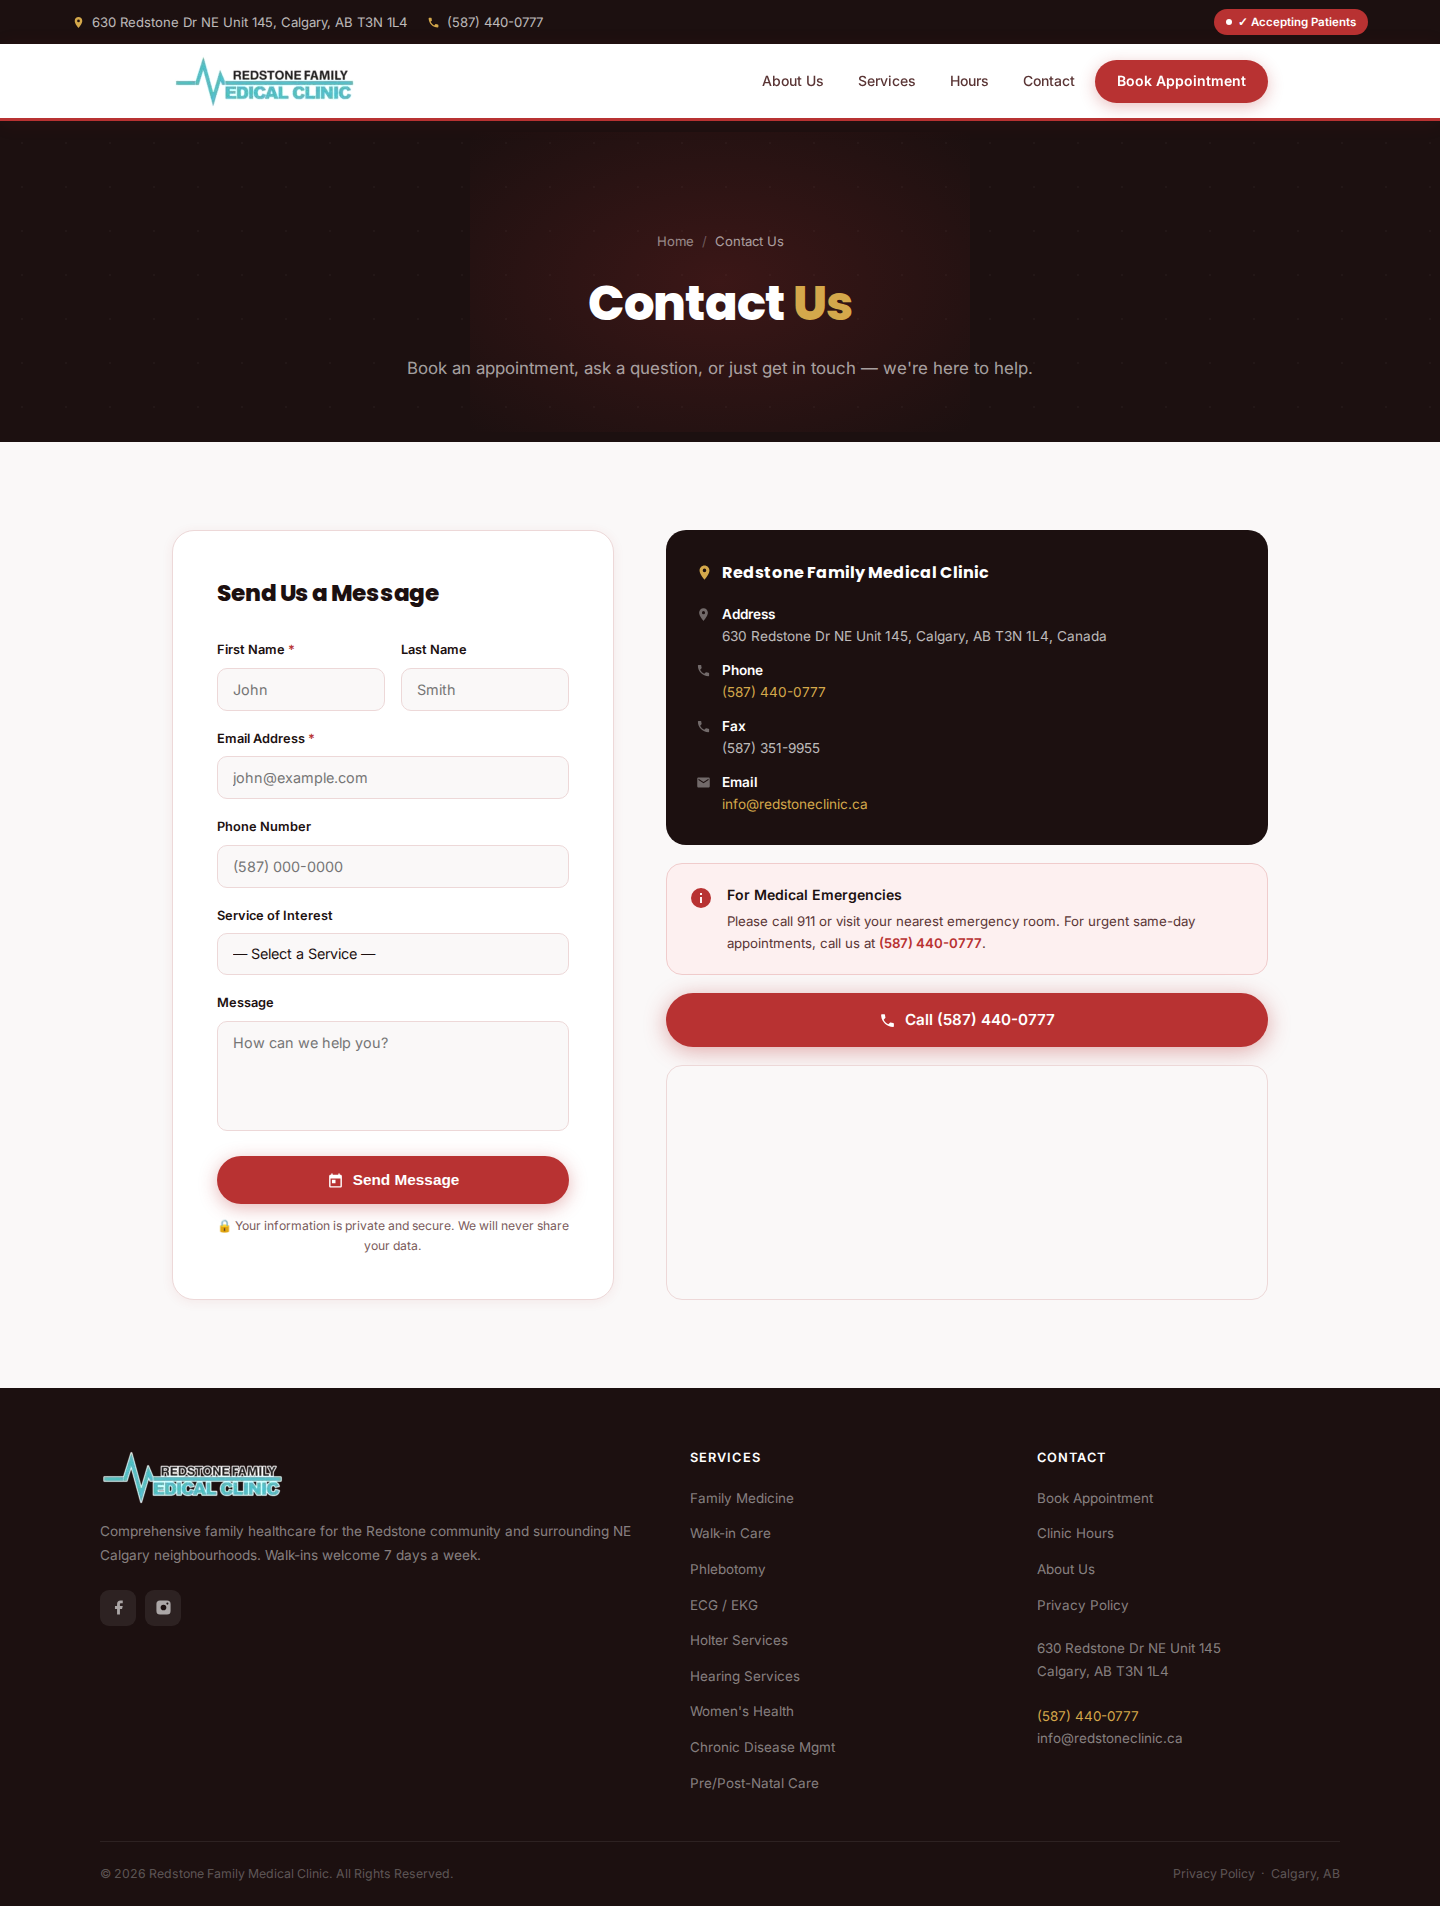 630 Redstone Dr NE Unit 145, Calgary, AB T3N 1L4 (587) 440-0777 ✓ Accepting Patients
REDSTONE FAMILY
EDICAL CLINIC
About Us Services Hours Contact Book Appointment
Home / Contact Us
Contact Us
Book an appointment, ask a question, or just get in touch — we're here to help.
Send Us a Message
First Name * Last Name
John Smith
Email Address *
john@example.com
Phone Number
(587) 000-0000
Service of Interest
— Select a Service —
Message
How can we help you?
Send Message
🔒 Your information is private and secure. We will never share
your data.
Redstone Family Medical Clinic
Address
630 Redstone Dr NE Unit 145, Calgary, AB T3N 1L4, Canada
Phone
(587) 440-0777
Fax
(587) 351-9955
Email
info@redstoneclinic.ca
For Medical Emergencies
Please call 911 or visit your nearest emergency room. For urgent same-day
appointments, call us at (587) 440-0777.
Call (587) 440-0777
REDSTONE FAMILY
EDICAL CLINIC
Comprehensive family healthcare for the Redstone community and surrounding NE
Calgary neighbourhoods. Walk-ins welcome 7 days a week.
SERVICES
Family Medicine
Walk-in Care
Phlebotomy
ECG / EKG
Holter Services
Hearing Services
Women's Health
Chronic Disease Mgmt
Pre/Post-Natal Care
CONTACT
Book Appointment
Clinic Hours
About Us
Privacy Policy
630 Redstone Dr NE Unit 145
Calgary, AB T3N 1L4
(587) 440-0777
info@redstoneclinic.ca
© 2026 Redstone Family Medical Clinic. All Rights Reserved.
Privacy Policy · Calgary, AB